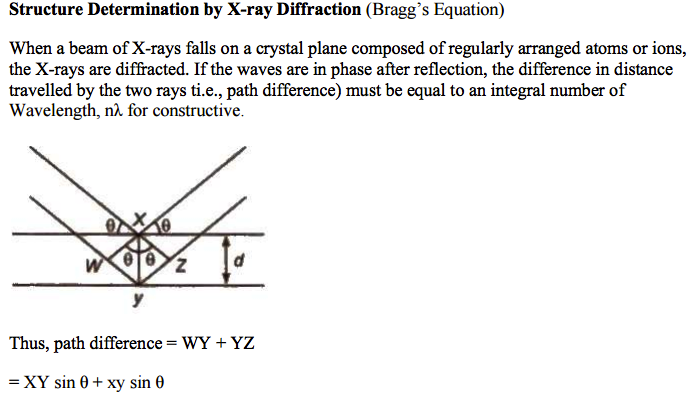 Structure Determination by X-ray Diffraction (Bragg's Equation)
When a beam of X-rays falls on a crystal plane composed of regularly arranged atoms or ions,
the X-rays are diffracted. If the waves are in phase after reflection, the difference in distance
travelled by the two rays ti.e., path difference) must be equal to an integral number of
Wavelength, nλ for constructive.
θ X θ
W θ θ Z d
y
Thus, path difference = WY + YZ
= XY sin θ + xy sin θ